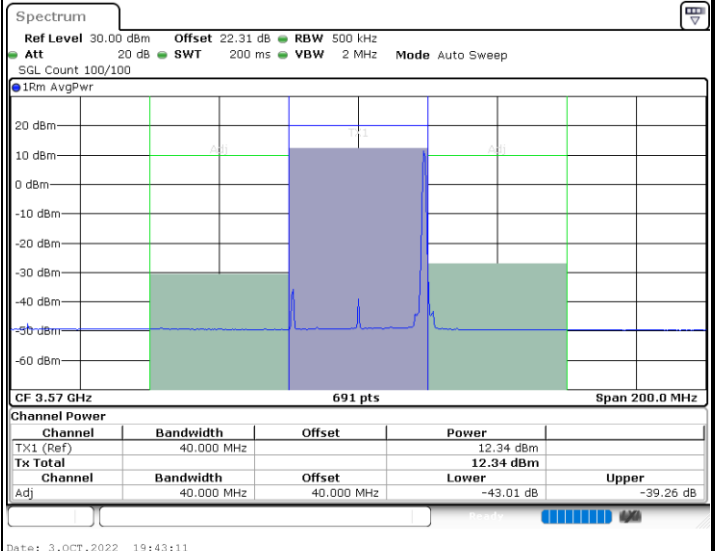 Spectrum
Ref Level 30.00 dBm Offset 22.31 dB RBW 500 kHz
Att 20 dB SWT 200 ms VBW 2 MHz Mode Auto Sweep
SGL Count 100/100
1Rm AvgPwr
20 dBm
TX1
Adj Adj
10 dBm
0 dBm
-10 dBm
-20 dBm
-30 dBm
-40 dBm
-50 dBm
-60 dBm
CF 3.57 GHz 691 pts Span 200.0 MHz
Channel Power
Channel Bandwidth Offset Power
TX1 (Ref) 40.000 MHz 12.34 dBm
Tx Total 12.34 dBm
Channel Bandwidth Offset Lower Upper
Adj 40.000 MHz 40.000 MHz -43.01 dB -39.26 dB
Ready
Date: 3.OCT.2022 19:43:11